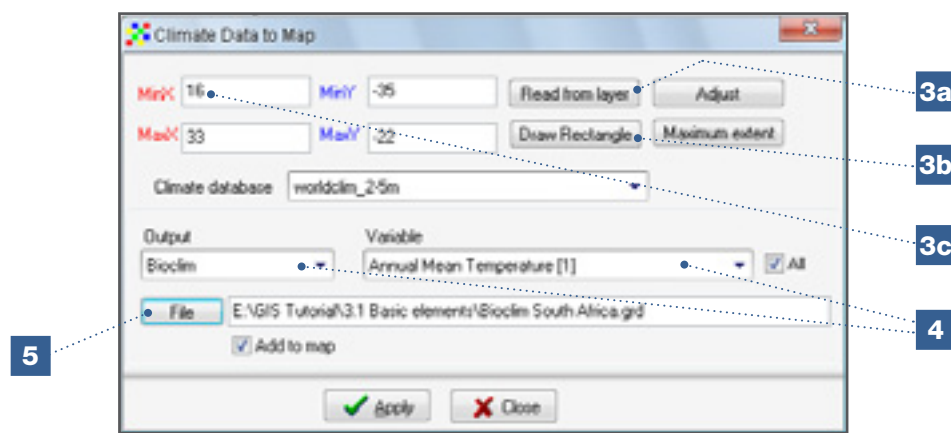 Climate Data to Map
MinX 16 MinY -35 Read from layer Adjust
3a
MaxX 33 MaxY -22 Draw Rectangle Maximum extent
3b
Climate database worldclim_2-5m
3c
Output Variable
Bioclim Annual Mean Temperature [1] All
File E:\GIS Tutorial\3.1 Basic elements\Bioclim South Africa.grd
4
5
Add to map
Apply Close